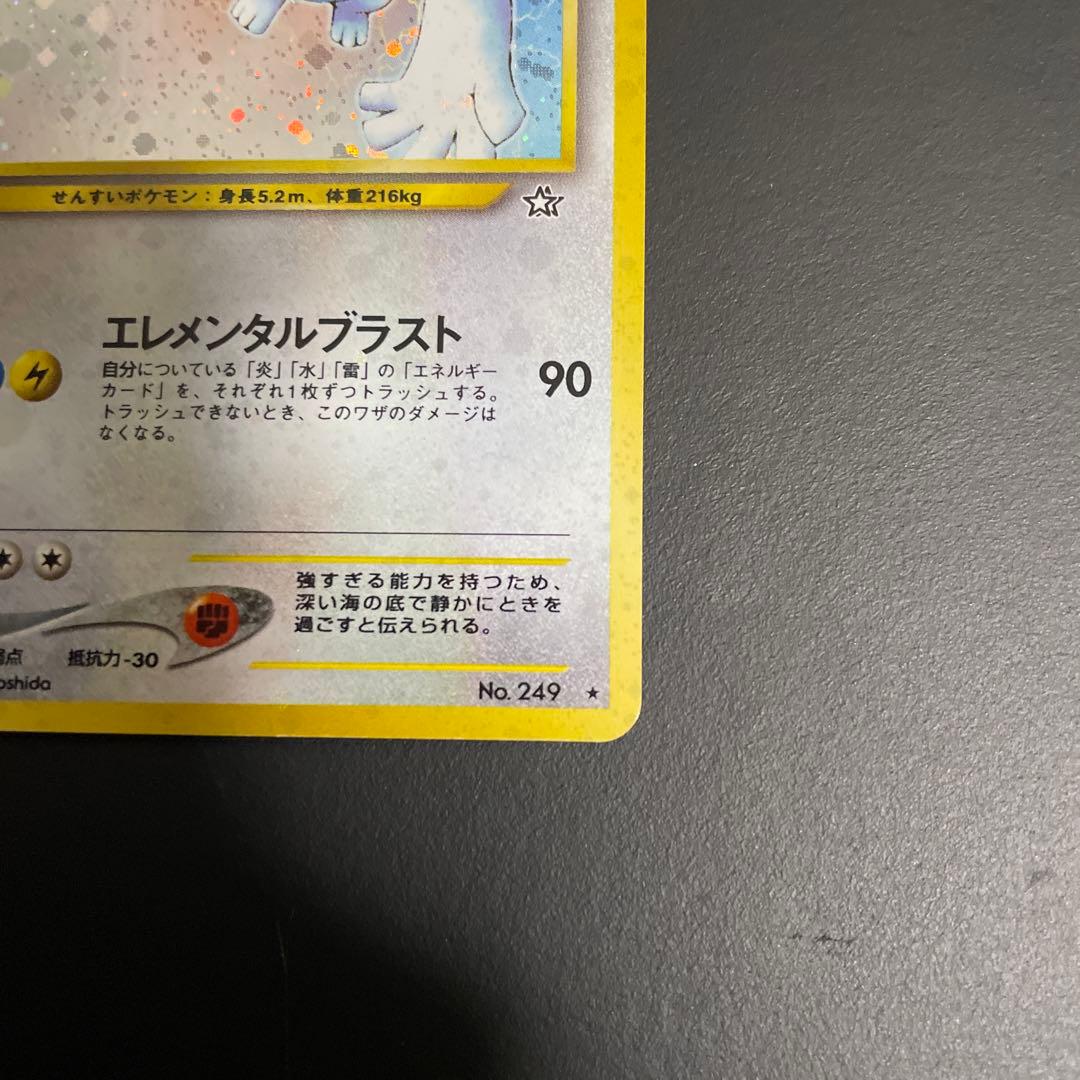 せんすいポケモン：身長5.2m、体重216kg
エレメンタルブラスト
自分についている「炎」「水」「雷」の「エネルギー
カード」を、それぞれ1枚ずつトラッシュする。
トラッシュできないとき、このワザのダメージは
なくなる。
90
強すぎる能力を持つため、
深い海の底で静かにときを
過ごすと伝えられる。
弱点 抵抗力-30
oshida
No. 249 ★